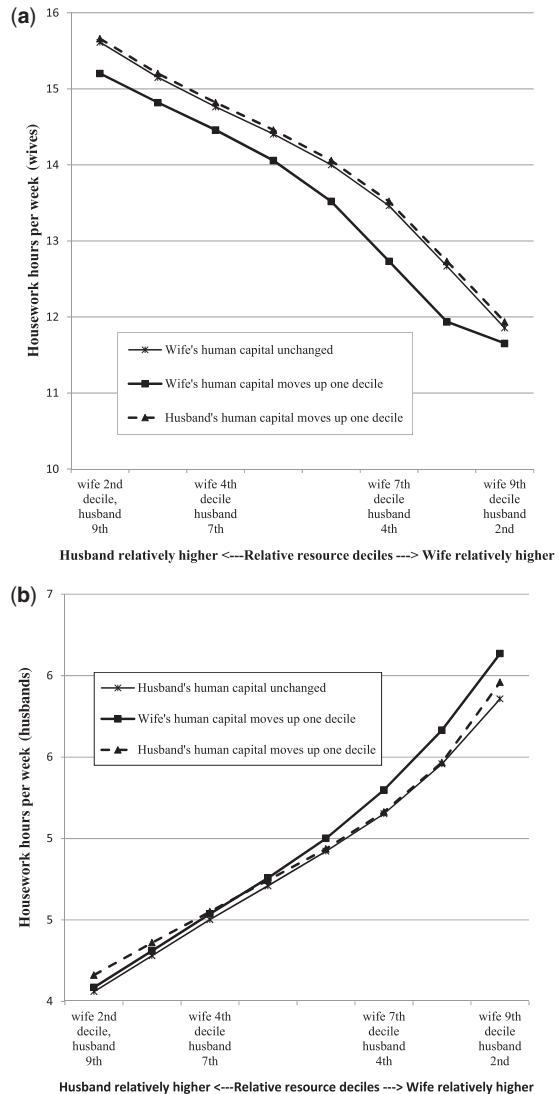 (a)
16
15
14
13
12
11
10
Housework hours per week (wives)
Wife's human capital unchanged
Wife's human capital moves up one decile
Husband's human capital moves up one decile
wife 2nd
decile,
husband
9th
wife 4th
decile
husband
7th
wife 7th
decile
husband
4th
wife 9th
decile
husband
2nd
Husband relatively higher <---Relative resource deciles ---> Wife relatively higher
(b)
7
6
6
5
5
4
Housework hours per week (husbands)
Husband's human capital unchanged
Wife's human capital moves up one decile
Husband's human capital moves up one decile
wife 2nd
decile,
husband
9th
wife 4th
decile
husband
7th
wife 7th
decile
husband
4th
wife 9th
decile
husband
2nd
Husband relatively higher <---Relative resource deciles ---> Wife relatively higher